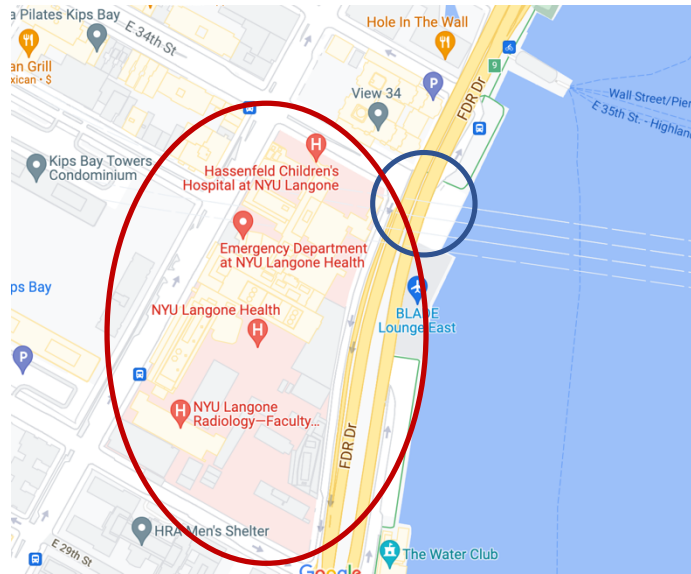 a Pilates Kips Bay
E 34th St
Hole In The Wall
an Grill
exican · $
P
9
FDR Dr
View 34
Wall Street/Pier
E 35th St. - Highlan
H
Kips Bay Towers
Condominium
Hassenfeld Children's
Hospital at NYU Langone
Emergency Department
at NYU Langone Health
ps Bay
BLADE
Lounge East
NYU Langone Health
H
P
H
NYU Langone
Radiology—Faculty...
FDR Dr
HRA Men's Shelter
E 29th St
The Water Club
Google